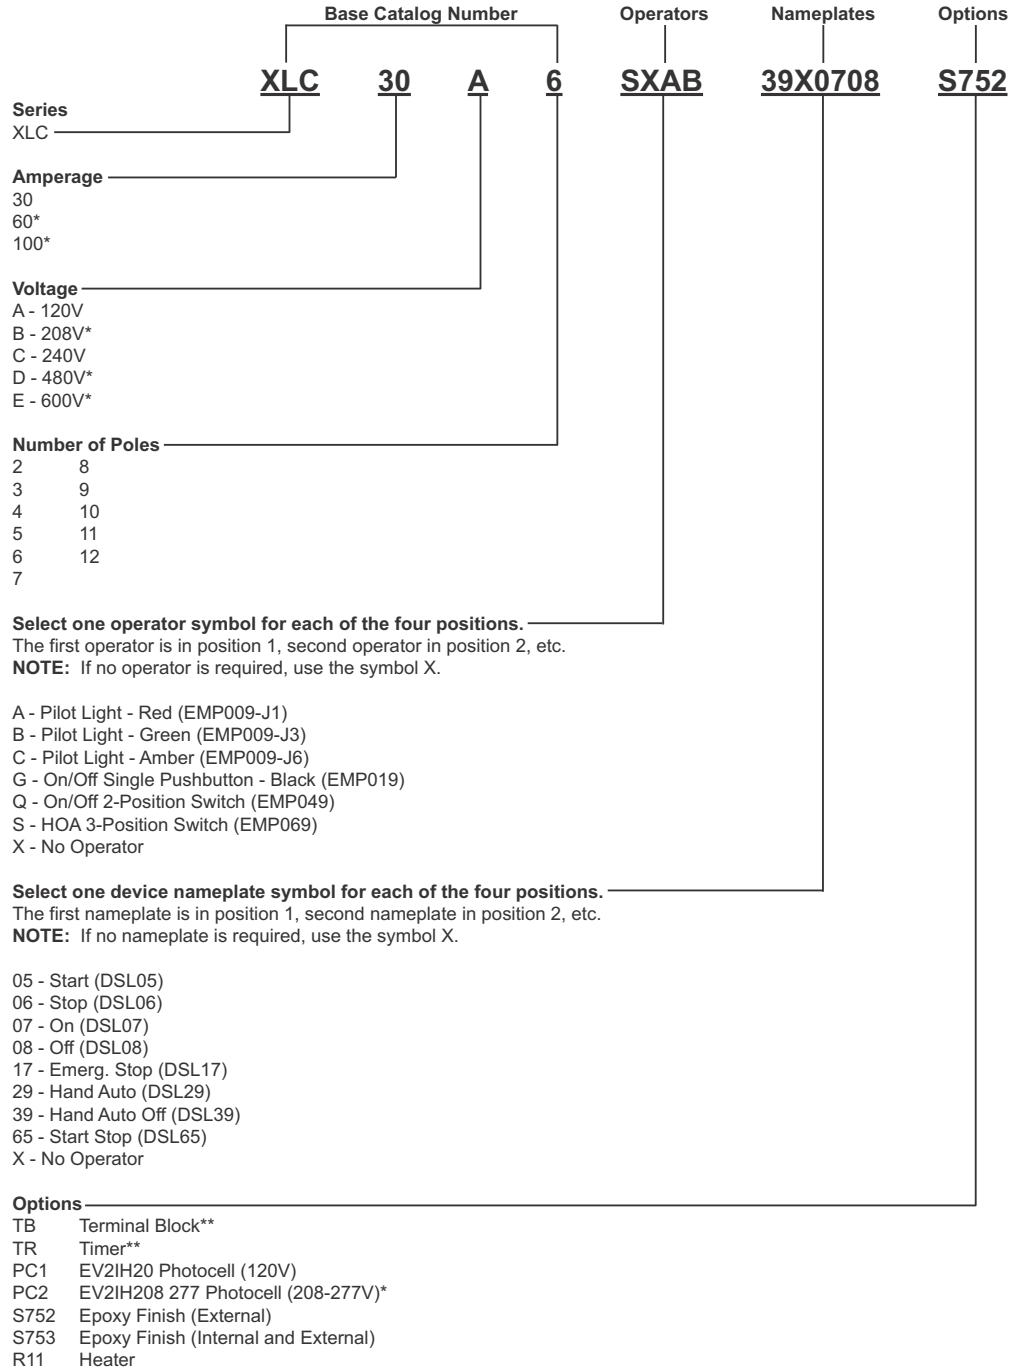 Base Catalog Number Operators Nameplates Options
XLC 30 A 6 SXAB 39X0708 S752
Series
XLC
Amperage
30
60*
100*
Voltage
A - 120V
B - 208V*
C - 240V
D - 480V*
E - 600V*
Number of Poles
2 8
3 9
4 10
5 11
6 12
7
Select one operator symbol for each of the four positions.
The first operator is in position 1, second operator in position 2, etc.
NOTE: If no operator is required, use the symbol X.
A - Pilot Light - Red (EMP009-J1)
B - Pilot Light - Green (EMP009-J3)
C - Pilot Light - Amber (EMP009-J6)
G - On/Off Single Pushbutton - Black (EMP019)
Q - On/Off 2-Position Switch (EMP049)
S - HOA 3-Position Switch (EMP069)
X - No Operator
Select one device nameplate symbol for each of the four positions.
The first nameplate is in position 1, second nameplate in position 2, etc.
NOTE: If no nameplate is required, use the symbol X.
05 - Start (DSL05)
06 - Stop (DSL06)
07 - On (DSL07)
08 - Off (DSL08)
17 - Emerg. Stop (DSL17)
29 - Hand Auto (DSL29)
39 - Hand Auto Off (DSL39)
65 - Start Stop (DSL65)
X - No Operator
Options
TB Terminal Block**
TR Timer**
PC1 EV2IH20 Photocell (120V)
PC2 EV2IH208 277 Photocell (208-277V)*
S752 Epoxy Finish (External)
S753 Epoxy Finish (Internal and External)
R11 Heater